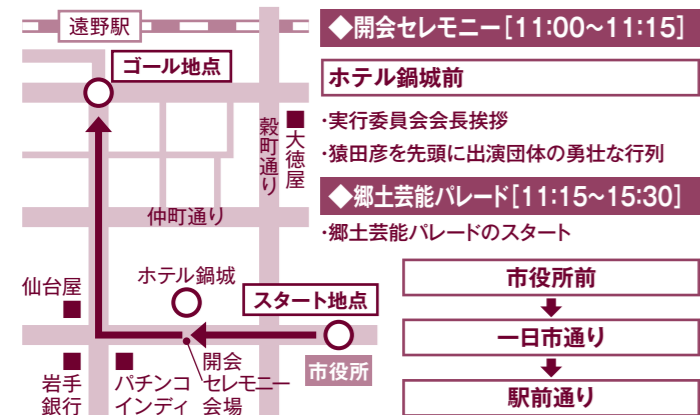 遠野駅
ゴール地点
穀町通り
大徳屋
仲町通り
仙台屋
ホテル鍋城
スタート地点
市役所
岩手
銀行
パチンコ
インディ
開会
セレモニー
会場
◆開会セレモニー[11:00~11:15]
ホテル鍋城前
・実行委員会会長挨拶
・猿田彦を先頭に出演団体の勇壮な行列
◆郷土芸能パレード[11:15~15:30]
・郷土芸能パレードのスタート
市役所前
一日市通り
駅前通り